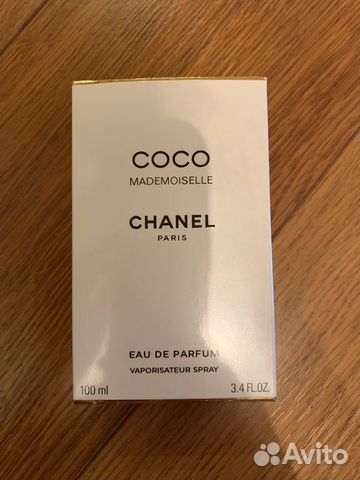 COCO
MADEMOISELLE
CHANEL
PARIS
EAU DE PARFUM
VAPORISATEUR SPRAY
100 ml 3.4 FL.OZ.
Avito